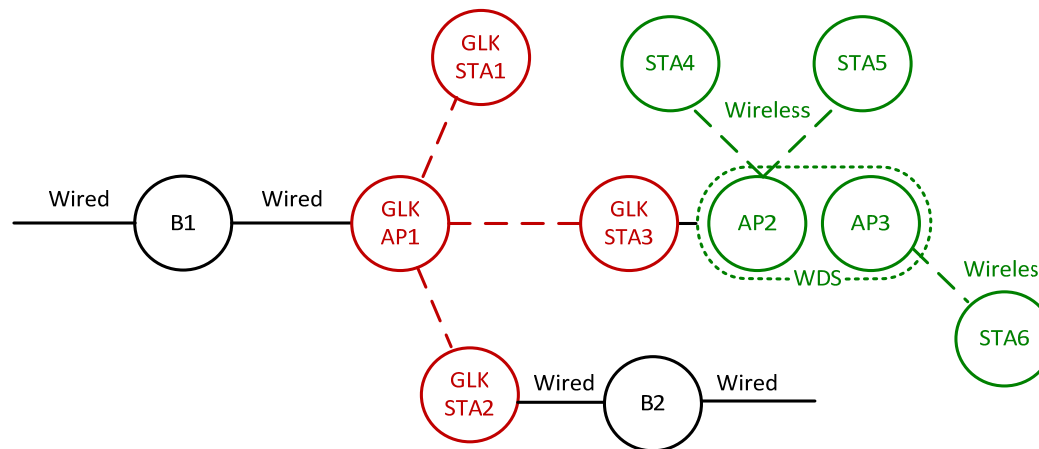 GLK
STA1
STA4
STA5
Wireless
Wired
B1
Wired
GLK
AP1
GLK
STA3
AP2
AP3
WDS
Wireles
STA6
GLK
STA2
Wired
B2
Wired